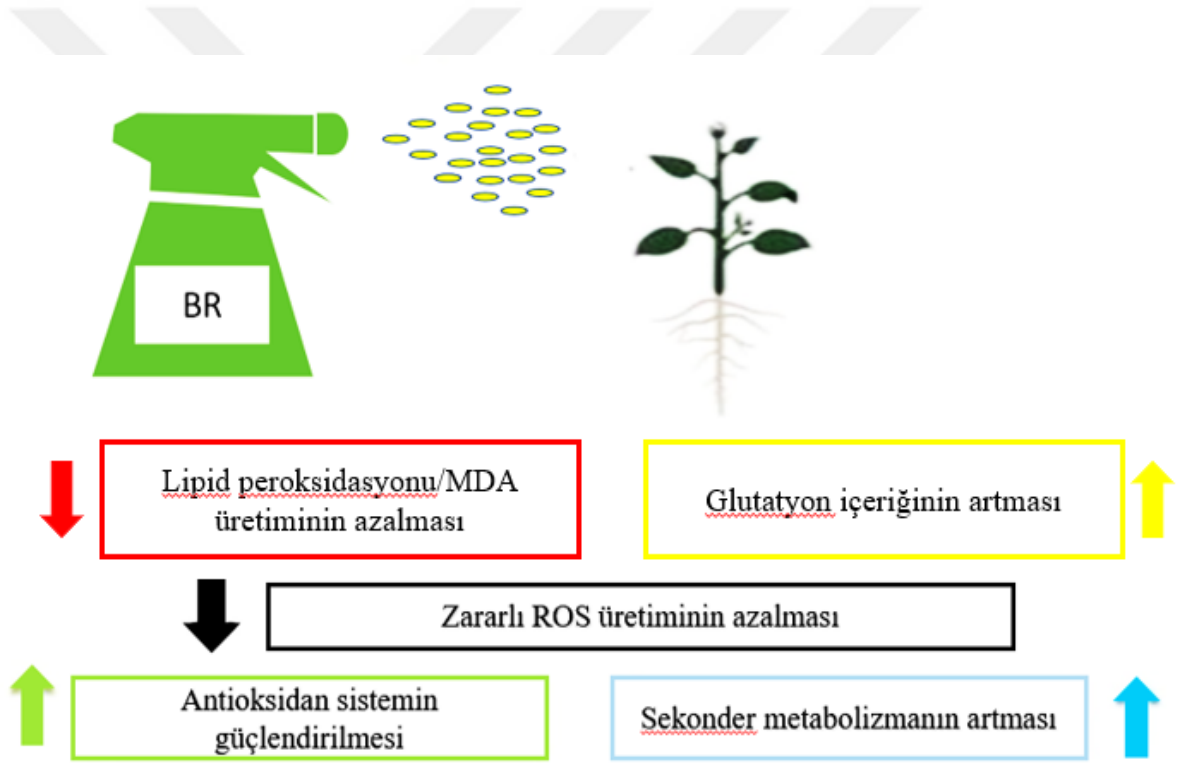 BR
Lipid peroksidasyonu/MDA
üretiminin azalması
Glutatyon içeriğinin artması
Zararlı ROS üretiminin azalması
Antioksidan sistemin
güçlendirilmesi
Sekonder metabolizmanın artması